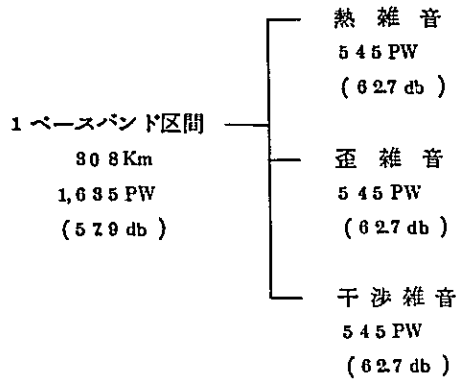 1 ベースバンド区間
308Km
1,635 PW
(57.9 db)
熱雑音
545 PW
(62.7 db)
歪雑音
545 PW
(62.7 db)
干渉雑音
545 PW
(62.7 db)